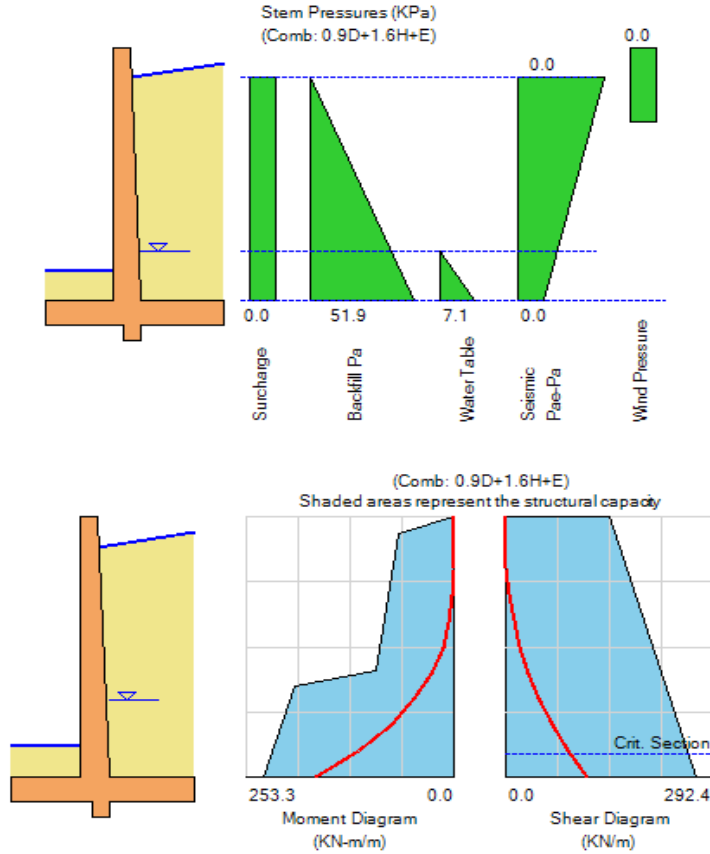 Stem Pressures (KPa)
(Comb: 0.9D+1.6H+E)
0.0
0.0
0.0
51.9
7.1
0.0
Surcharge
Backfill Pa
Water Table
Seismic
Pae-Pa
Wind Pressure
(Comb: 0.9D+1.6H+E)
Shaded areas represent the structural capacity
Crit. Section
253.3
0.0
0.0
292.4
Moment Diagram
Shear Diagram
(KN-m/m)
(KN/m)